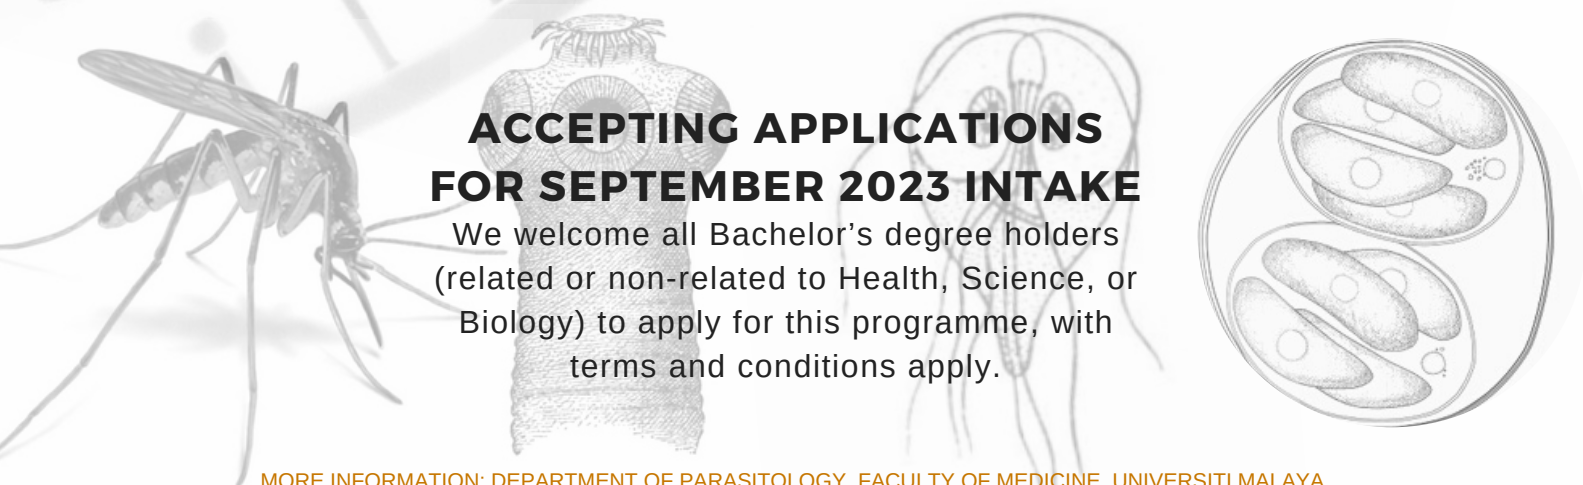 ACCEPTING APPLICATIONS
FOR SEPTEMBER 2023 INTAKE
We welcome all Bachelor’s degree holders
(related or non-related to Health, Science, or
Biology) to apply for this programme, with
terms and conditions apply.
MORE INFORMATION: DEPARTMENT OF PARASITOLOGY, FACULTY OF MEDICINE, UNIVERSITI MALAYA